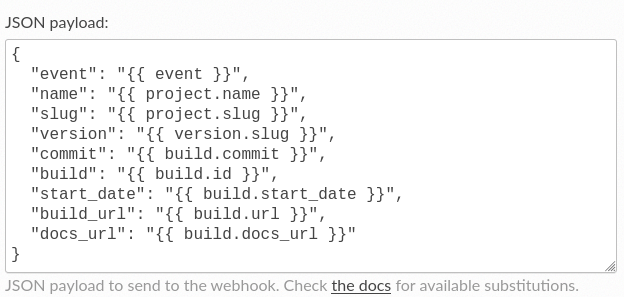 JSON payload:
{
  "event": "{{ event }}",
  "name": "{{ project.name }}",
  "slug": "{{ project.slug }}",
  "version": "{{ version.slug }}",
  "commit": "{{ build.commit }}",
  "build": "{{ build.id }}",
  "start_date": "{{ build.start_date }}",
  "build_url": "{{ build.url }}",
  "docs_url": "{{ build.docs_url }}"
}
JSON payload to send to the webhook. Check the docs for available substitutions.